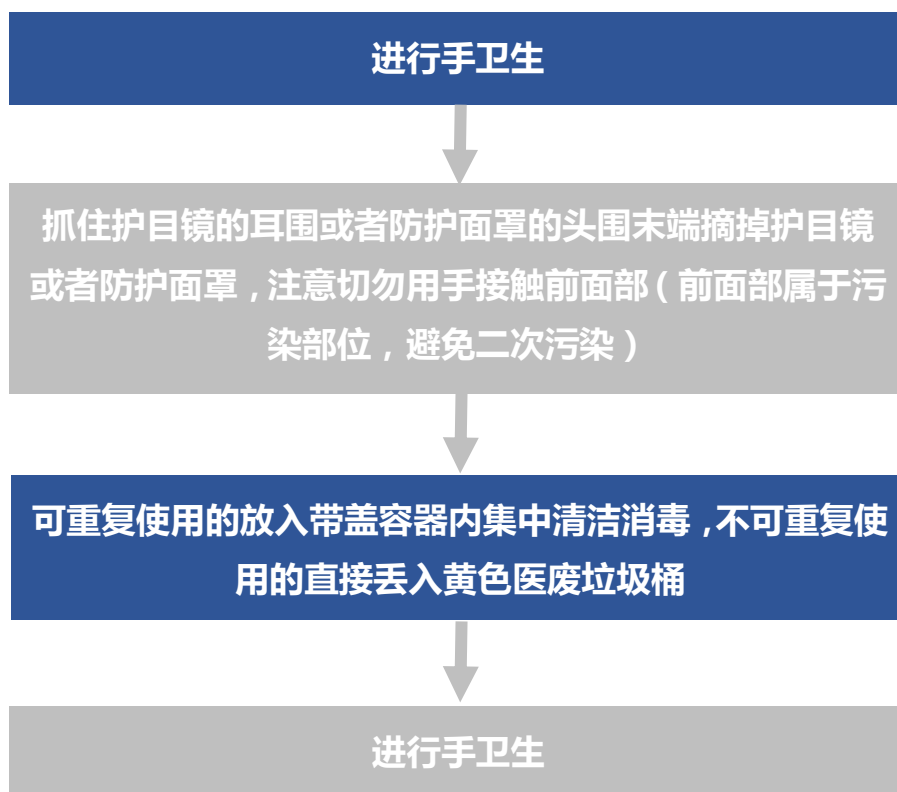 进行手卫生
抓住护目镜的耳围或者防护面罩的头围末端摘掉护目镜
或者防护面罩，注意切勿用手接触前面部（前面部属于污
染部位，避免二次污染）
可重复使用的放入带盖容器内集中清洁消毒，不可重复使
用的直接丢入黄色医废垃圾桶
进行手卫生